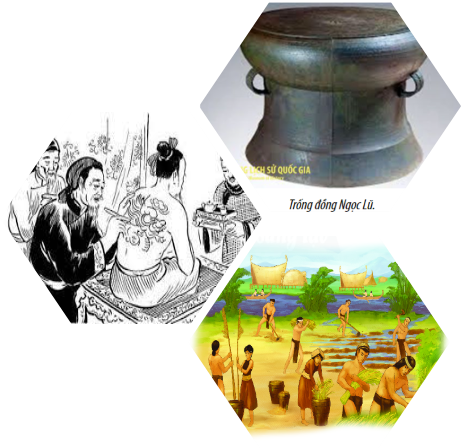 G LỊCH SỬ QUỐC GIA
Trống đồng Ngọc Lũ.